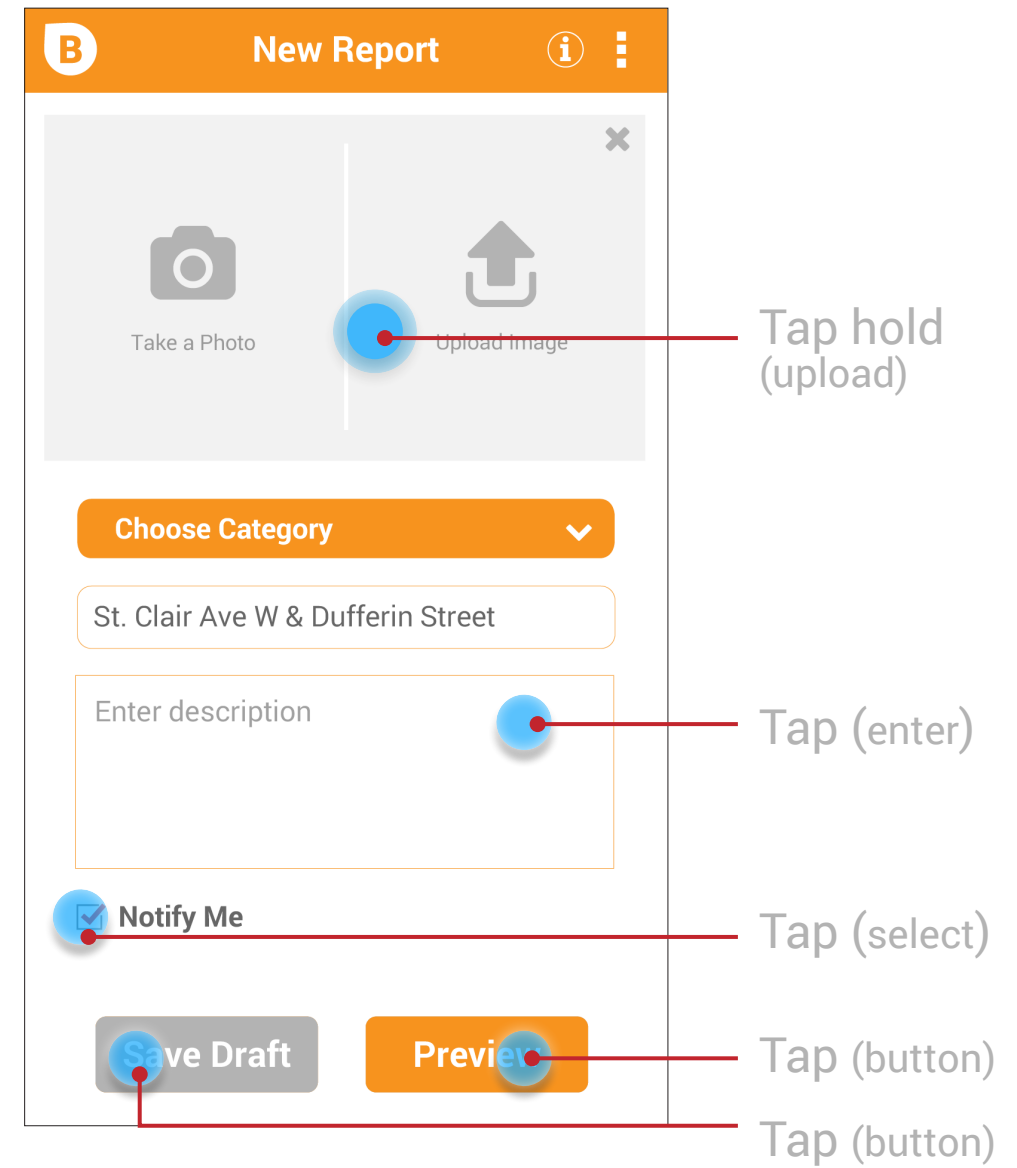 B New Report i
Take a Photo
Upload Image
Tap hold
(upload)
Choose Category
St. Clair Ave W & Dufferin Street
Enter description
Tap (enter)
Notify Me
Tap (select)
Save Draft
Preview
Tap (button)
Tap (button)